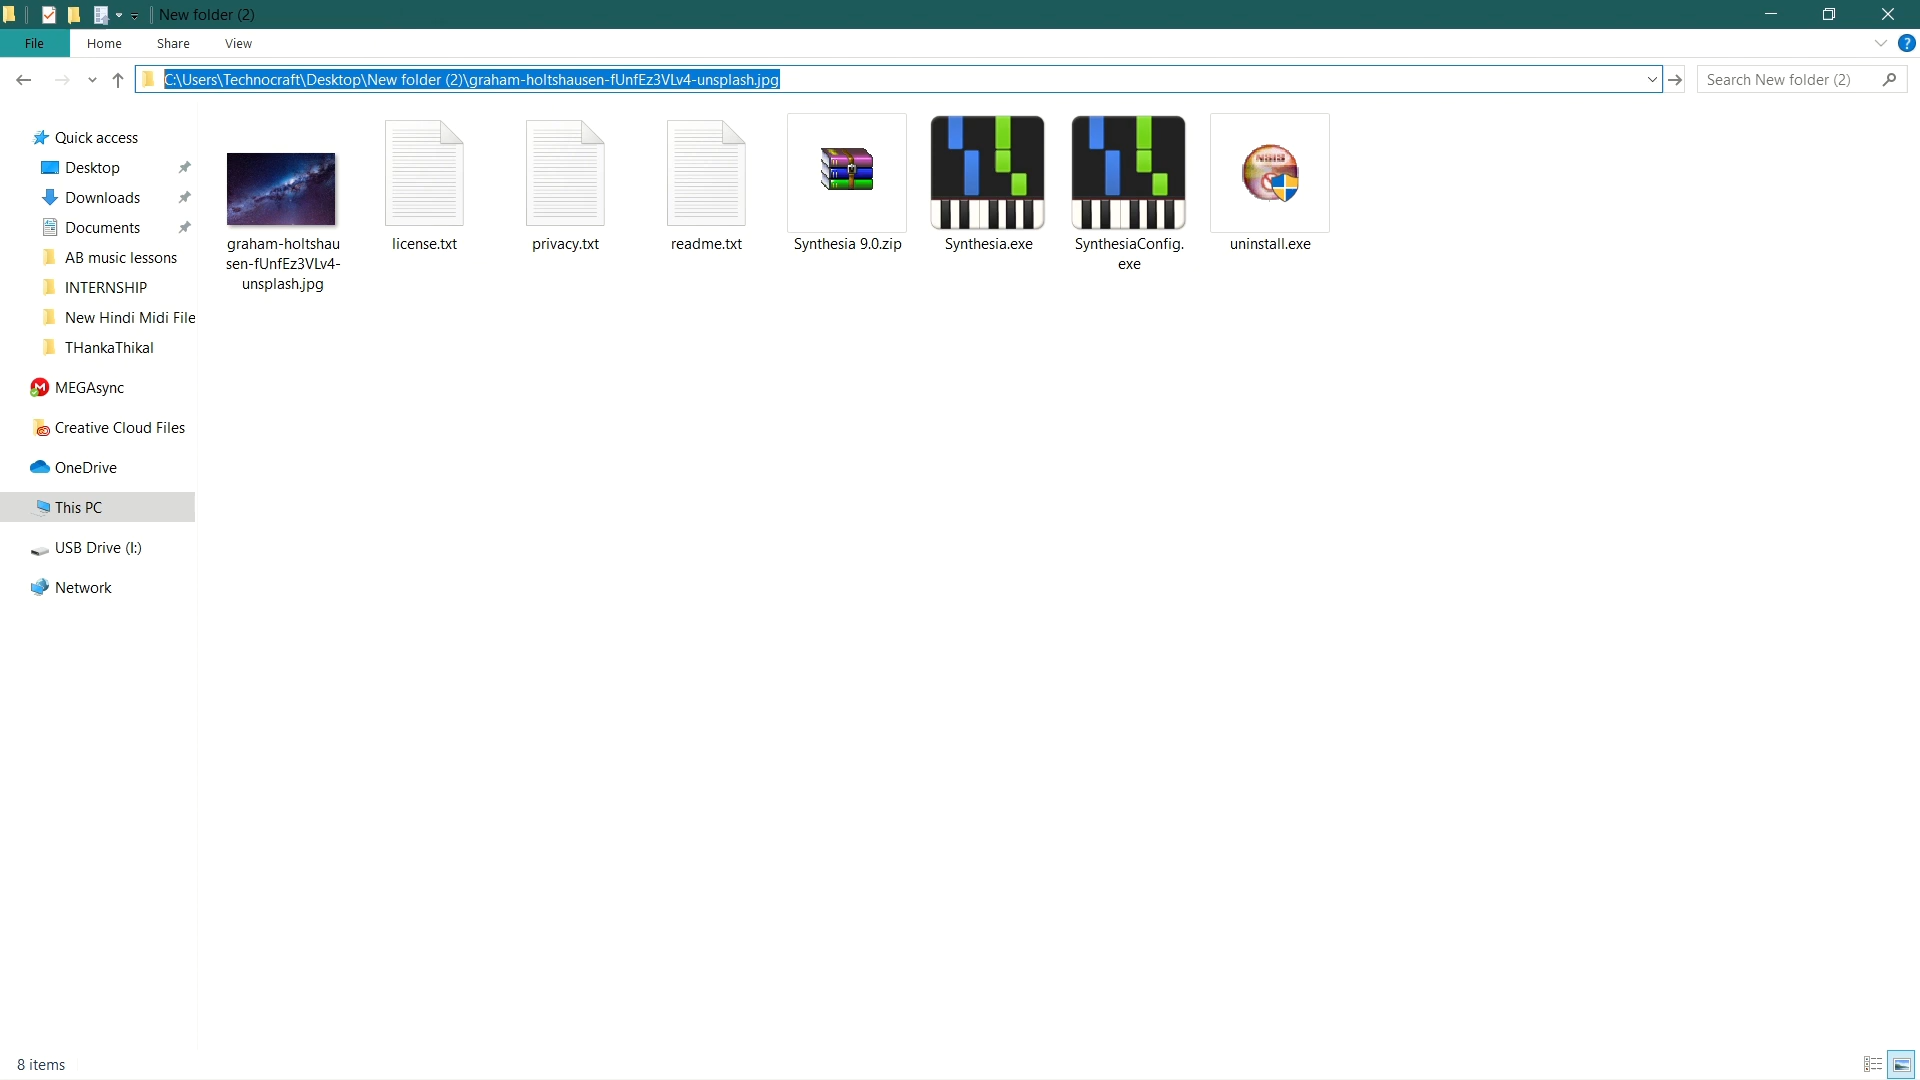 New folder (2)
File Home Share View
C:\Users\Technocraft\Desktop\New folder (2)\graham-holtshausen-fUnfEz3VLv4-unsplash.jpg
Search New folder (2)
Quick access
Desktop
Downloads
Documents
AB music lessons
INTERNSHIP
New Hindi Midi File
THankaThikal
MEGAsync
Creative Cloud Files
OneDrive
This PC
USB Drive (I:)
Network
graham-holtshau
sen-fUnfEz3VLv4-
unsplash.jpg
license.txt
privacy.txt
readme.txt
Synthesia 9.0.zip
Synthesia.exe
SynthesiaConfig.
exe
uninstall.exe
8 items